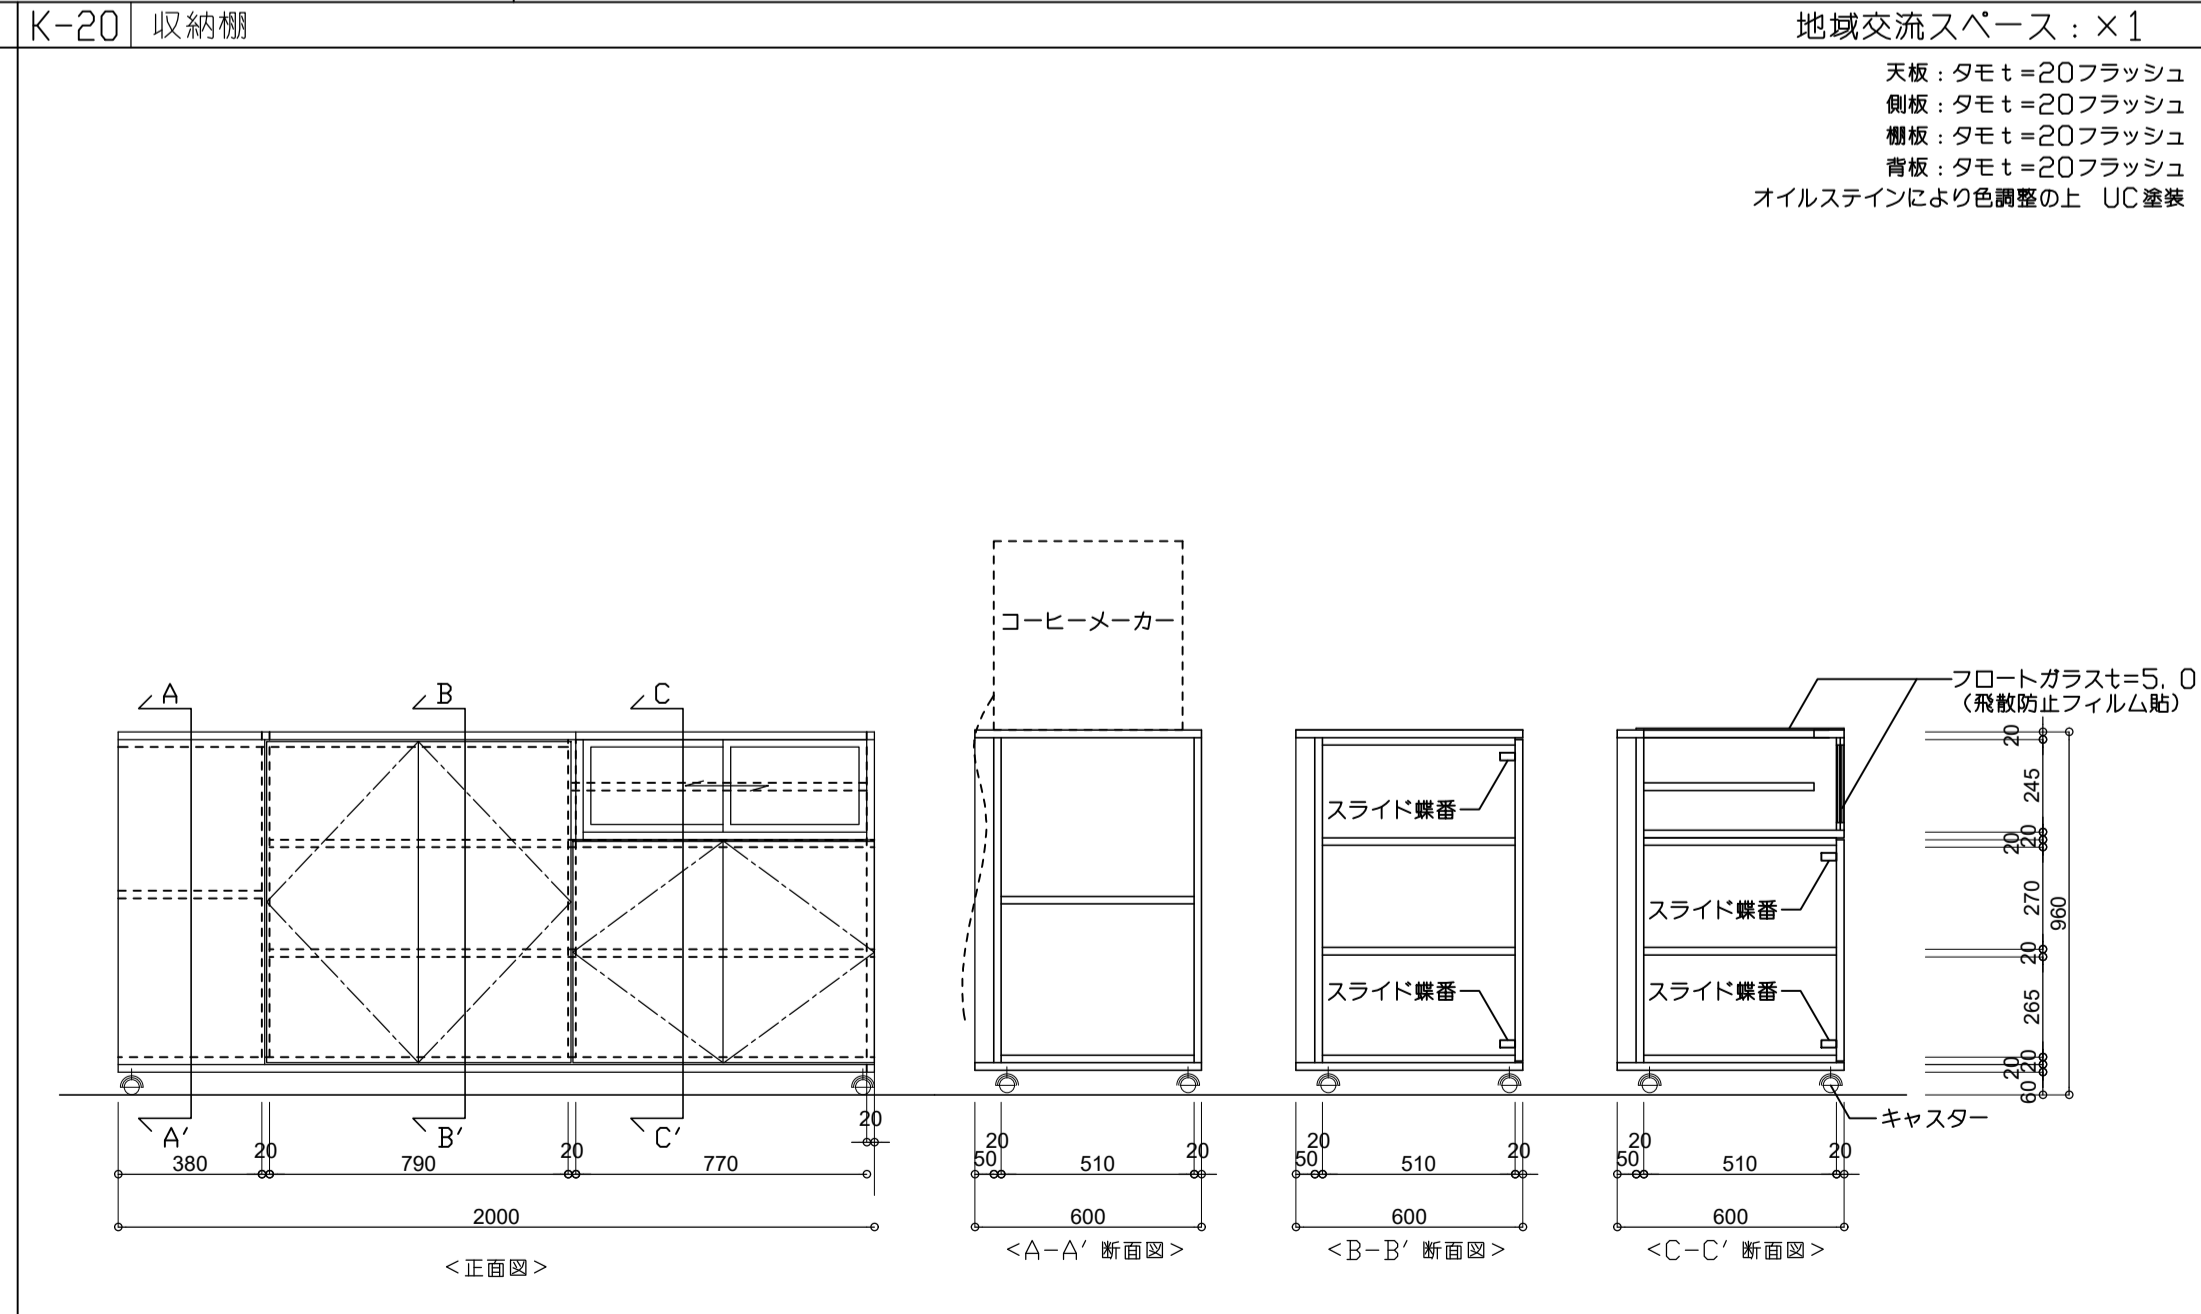 K-20 収納棚 地域交流スペース：×1
天板：タモｔ=20フラッシュ
側板：タモｔ=20フラッシュ
棚板：タモｔ=20フラッシュ
背板：タモｔ=20フラッシュ
オイルステインにより色調整の上　UC塗装
コーヒーメーカー
フロートガラスt=5.0
（飛散防止フィルム貼）
A B C
スライド蝶番
スライド蝶番
スライド蝶番
スライド蝶番
20
245
20
20
270
20
265
20
20
60
960
キャスター
A′ B′ C′
20
380 20 790 20 770
2000
<正面図>
50 20 510 20
600
<A-A′ 断面図>
50 20 510 20
600
<B-B′ 断面図>
50 20 510 20
600
<C-C′ 断面図>